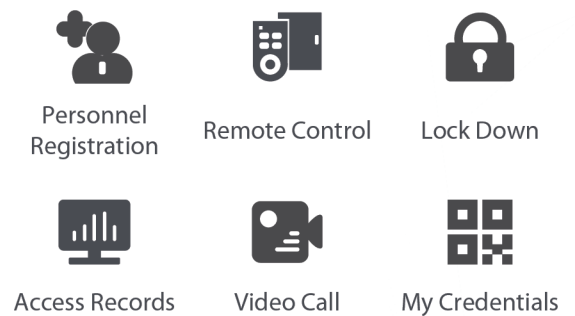 Personnel
Registration
Remote Control
Lock Down
Access Records
Video Call
My Credentials